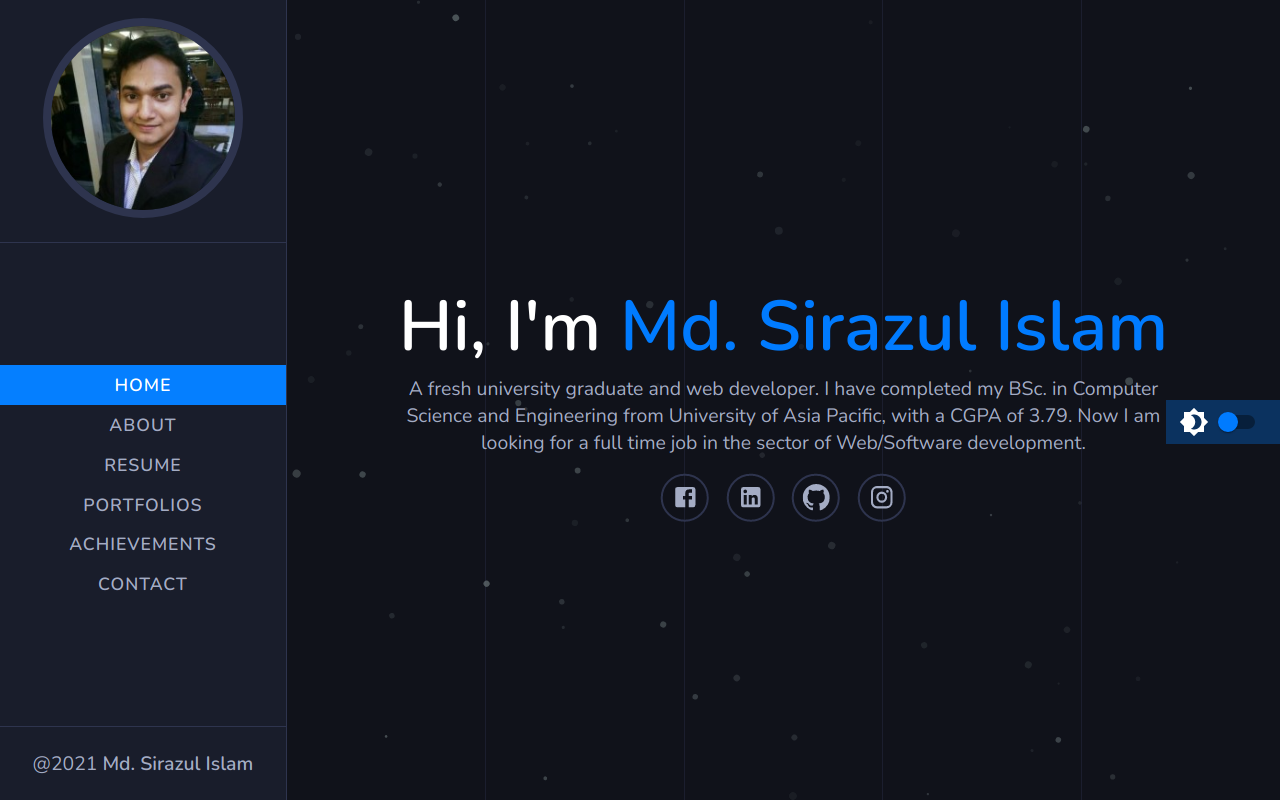 HOME
ABOUT
RESUME
PORTFOLIOS
ACHIEVEMENTS
CONTACT
@2021 Md. Sirazul Islam
Hi, I'm Md. Sirazul Islam
A fresh university graduate and web developer. I have completed my BSc. in Computer
Science and Engineering from University of Asia Pacific, with a CGPA of 3.79. Now I am
looking for a full time job in the sector of Web/Software development.